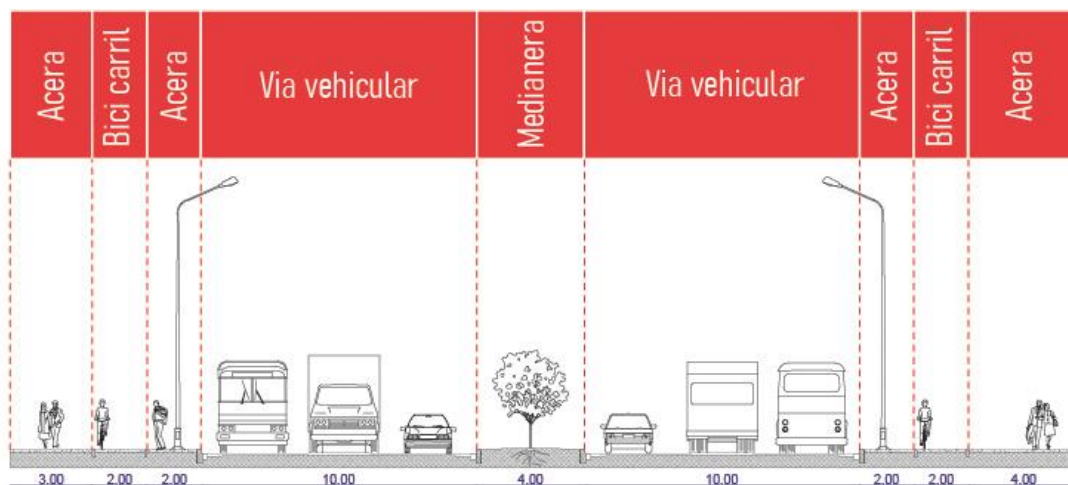 Acera
Bici carril
Acera
Via vehicular
Medianera
Via vehicular
Acera
Bici carril
Acera
3.00 2.00 2.00 10.00 4.00 10.00 2.00 2.00 4.00